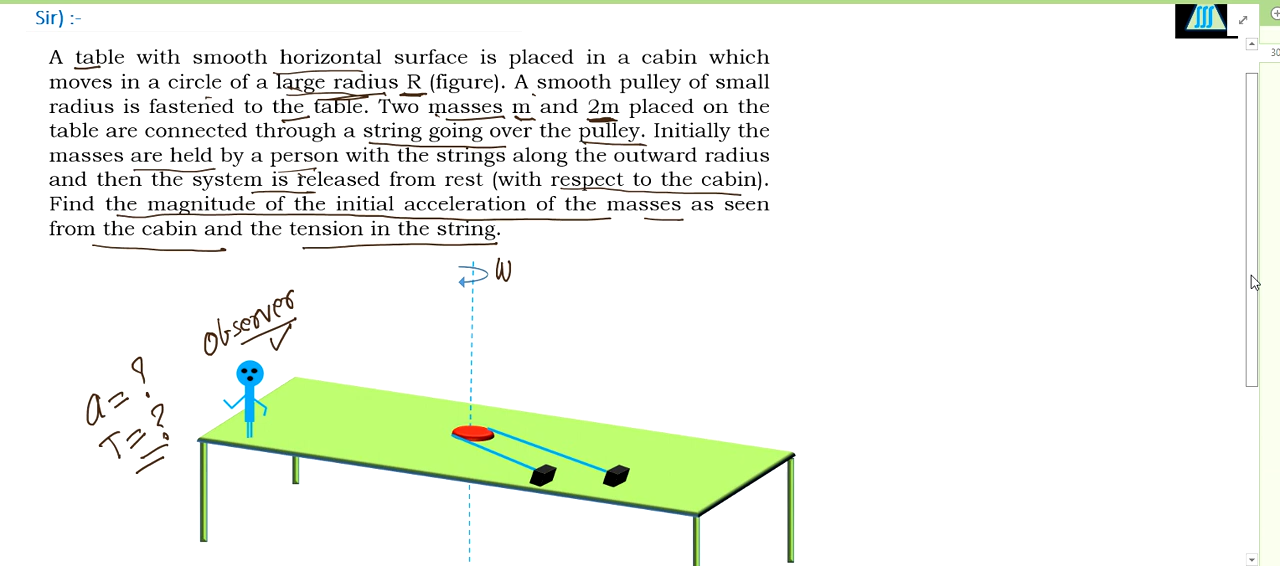 Sir) :-
A table with smooth horizontal surface is placed in a cabin which
moves in a circle of a large radius R (figure). A smooth pulley of small
radius is fastened to the table. Two masses m and 2m placed on the
table are connected through a string going over the pulley. Initially the
masses are held by a person with the strings along the outward radius
and then the system is released from rest (with respect to the cabin).
Find the magnitude of the initial acceleration of the masses as seen
from the cabin and the tension in the string.
ω
observer
a = ?
T = ?
30